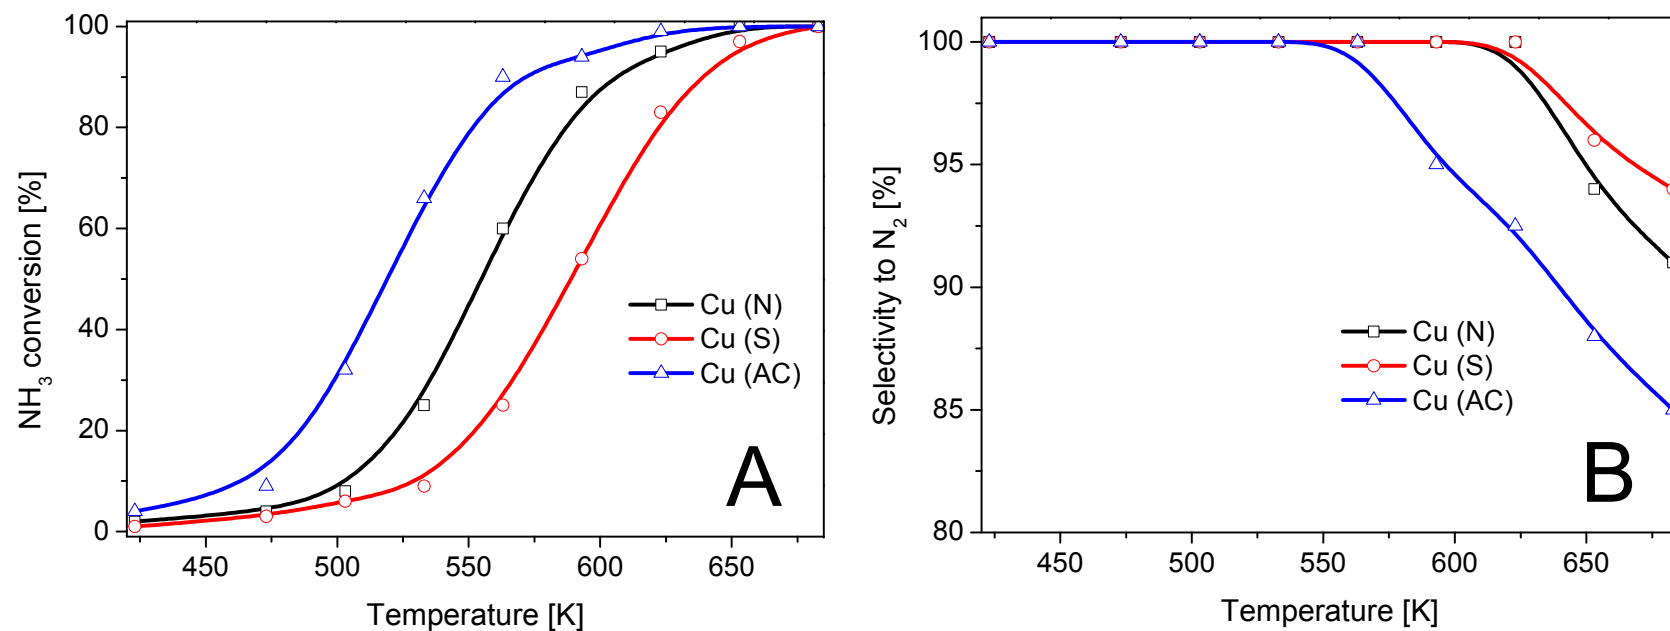 NH3 conversion [%]
100
80
60
40
20
0
Cu (N)
Cu (S)
Cu (AC)
A
450 500 550 600 650
Temperature [K]
Selectivity to N2 [%]
100
95
90
85
80
Cu (N)
Cu (S)
Cu (AC)
B
450 500 550 600 650
Temperature [K]